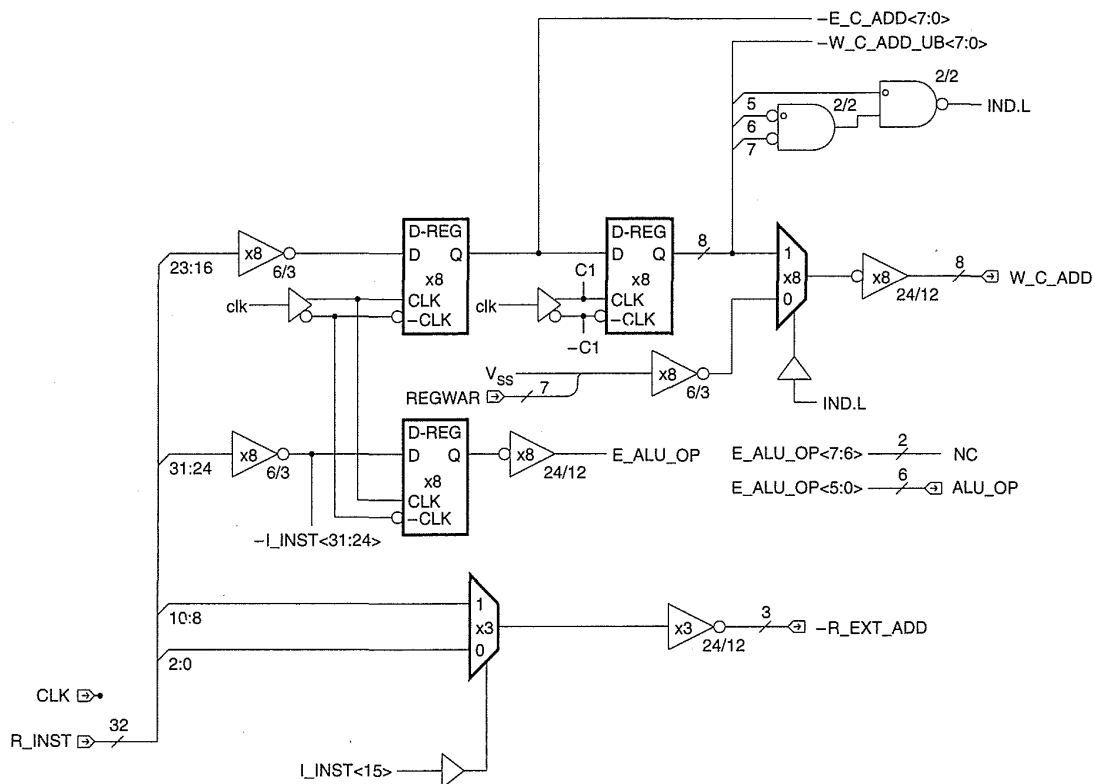 -E_C_ADD<7:0>
-W_C_ADD_UB<7:0>
2/2
5
2/2
6
7
IND.L
D-REG
D Q
x8
CLK
-CLK
D-REG
D Q
x8
CLK
-CLK
x8
6/3
23:16
clk
clk
C1
-C1
8
1
x8
0
x8
24/12
8
W_C_ADD
VSS
REGWAR
7
x8
6/3
IND.L
D-REG
D Q
x8
CLK
-CLK
x8
6/3
31:24
x8
24/12
E_ALU_OP
E_ALU_OP<7:6>
2
NC
E_ALU_OP<5:0>
6
ALU_OP
-I_INST<31:24>
10:8
1
x3
0
2:0
x3
24/12
3
-R_EXT_ADD
CLK
R_INST
32
I_INST<15>